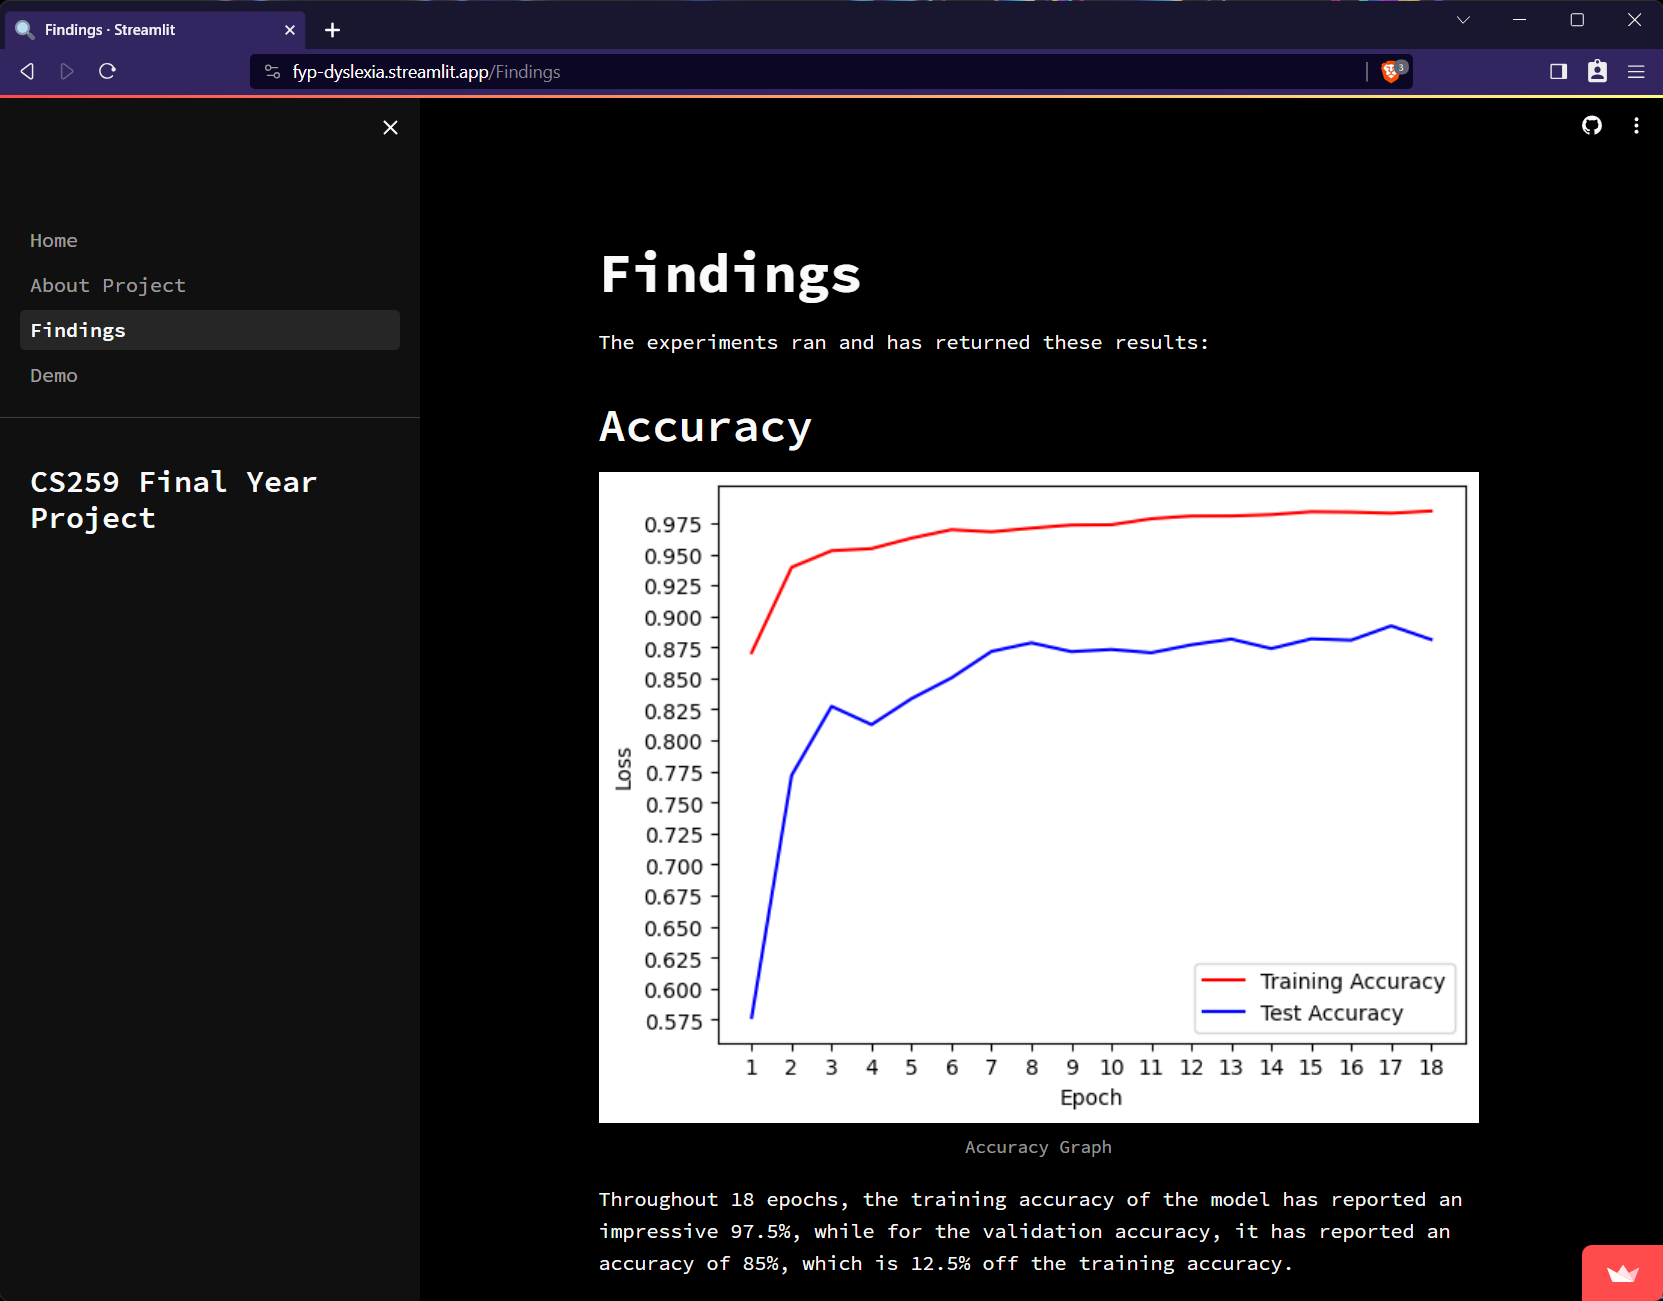 Findings · Streamlit
fyp-dyslexia.streamlit.app/Findings
3
Home
About Project
Findings
Demo
CS259 Final Year
Project
Findings
The experiments ran and has returned these results:
Accuracy
0.975
0.950
0.925
0.900
0.875
0.850
0.825
0.800
0.775
0.750
0.725
0.700
0.675
0.650
0.625
0.600
0.575
Loss
Training Accuracy
Test Accuracy
1 2 3 4 5 6 7 8 9 10 11 12 13 14 15 16 17 18
Epoch
Accuracy Graph
Throughout 18 epochs, the training accuracy of the model has reported an
impressive 97.5%, while for the validation accuracy, it has reported an
accuracy of 85%, which is 12.5% off the training accuracy.